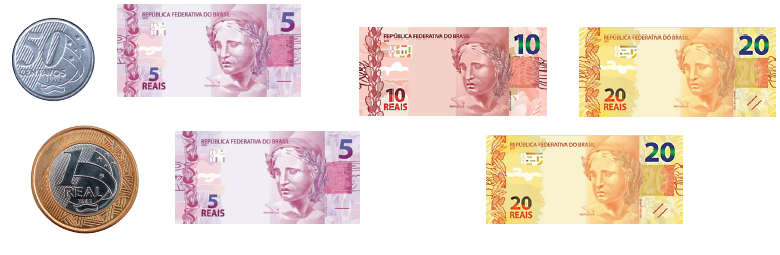 50
CENTAVOS
REPÚBLICA FEDERATIVA DO BRASIL
5
5
REAIS
REPÚBLICA FEDERATIVA DO BRASIL
10
10
REAIS
REPÚBLICA FEDERATIVA DO BRASIL
20
20
REAIS
1
REAL
REPÚBLICA FEDERATIVA DO BRASIL
5
5
REAIS
REPÚBLICA FEDERATIVA DO BRASIL
20
20
REAIS